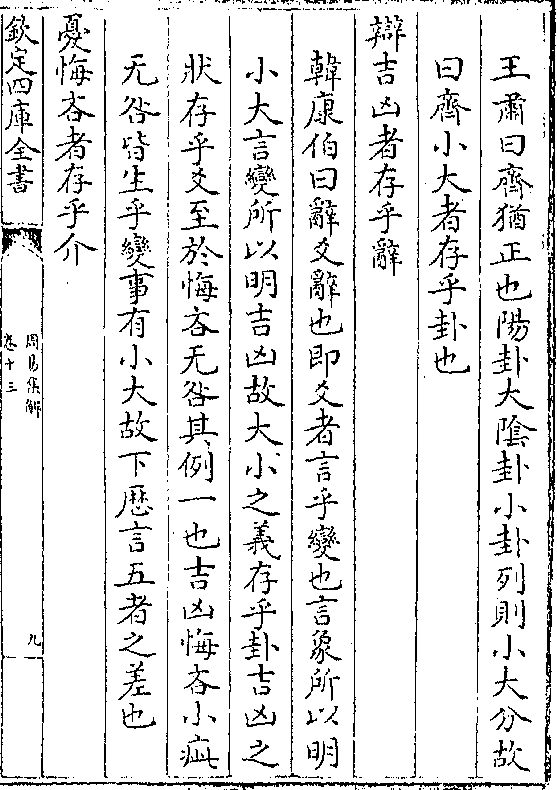 王肅曰齊猶正也陽卦大隂卦小卦列則小大分故
曰齊小大者存乎卦也
辯吉凶者存乎辭
韓康伯曰辭爻辭也即爻者言乎變也言象所以明
小大言變所以明吉凶故大小之義存乎卦吉凶之
狀存乎爻至於悔吝无咎其例一也吉凶悔吝小疵
无咎皆生乎變事有小大故下歴言五者之差也
憂悔吝者存乎介
欽定四庫全書
周易集解
卷十三
九